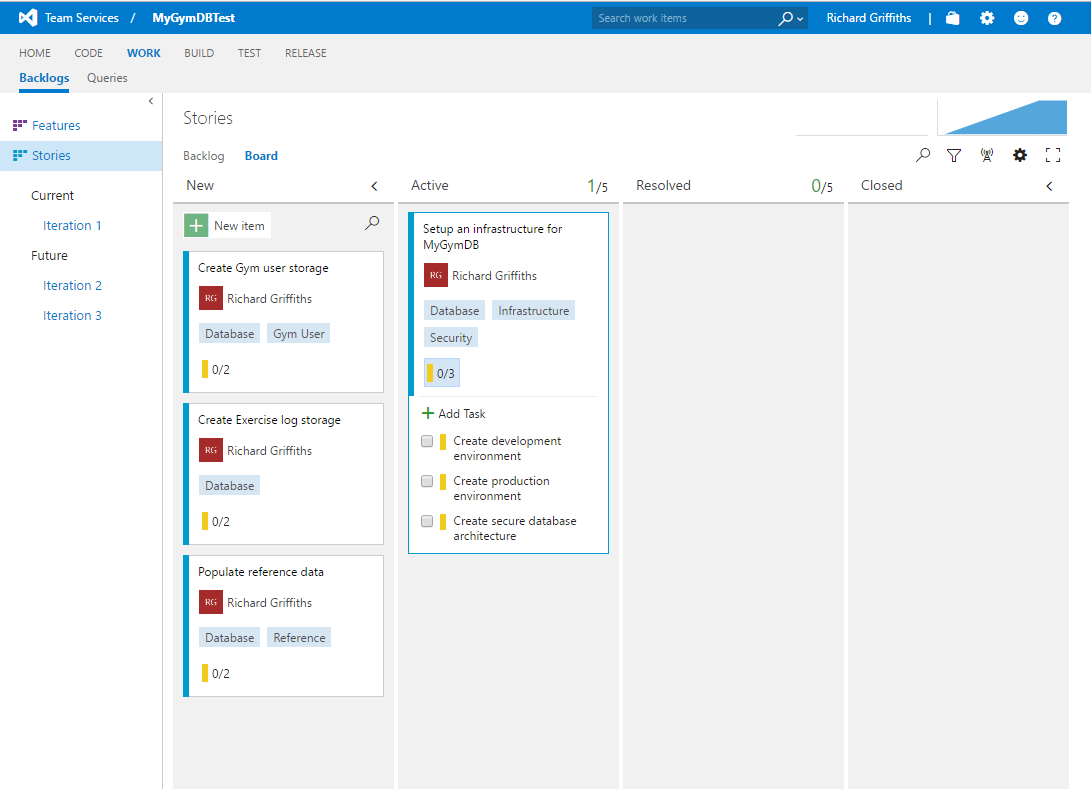 Team Services / MyGymDBTest
Search work items
Richard Griffiths |
HOME CODE WORK BUILD TEST RELEASE
Backlogs Queries
Features
Stories
Current
Iteration 1
Future
Iteration 2
Iteration 3
Stories
Backlog Board
New
New item
Create Gym user storage
RG Richard Griffiths
Database Gym User
0/2
Create Exercise log storage
RG Richard Griffiths
Database
0/2
Populate reference data
RG Richard Griffiths
Database Reference
0/2
Active 1/5
Setup an infrastructure for
MyGymDB
RG Richard Griffiths
Database Infrastructure
Security
0/3
+ Add Task
Create development
environment
Create production
environment
Create secure database
architecture
Resolved 0/5
Closed